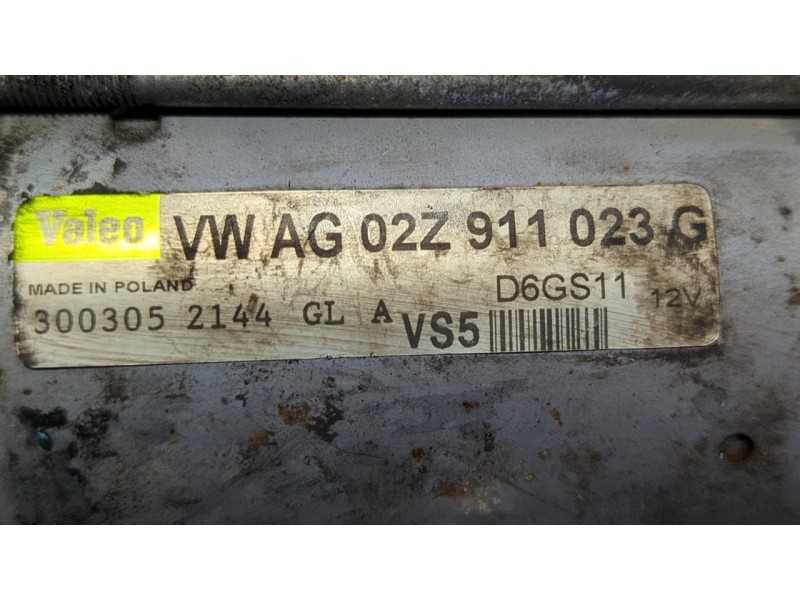 Valeo VW AG 02Z 911 023 G
MADE IN POLAND D6GS11 12V
300305 2144 GL A VS5